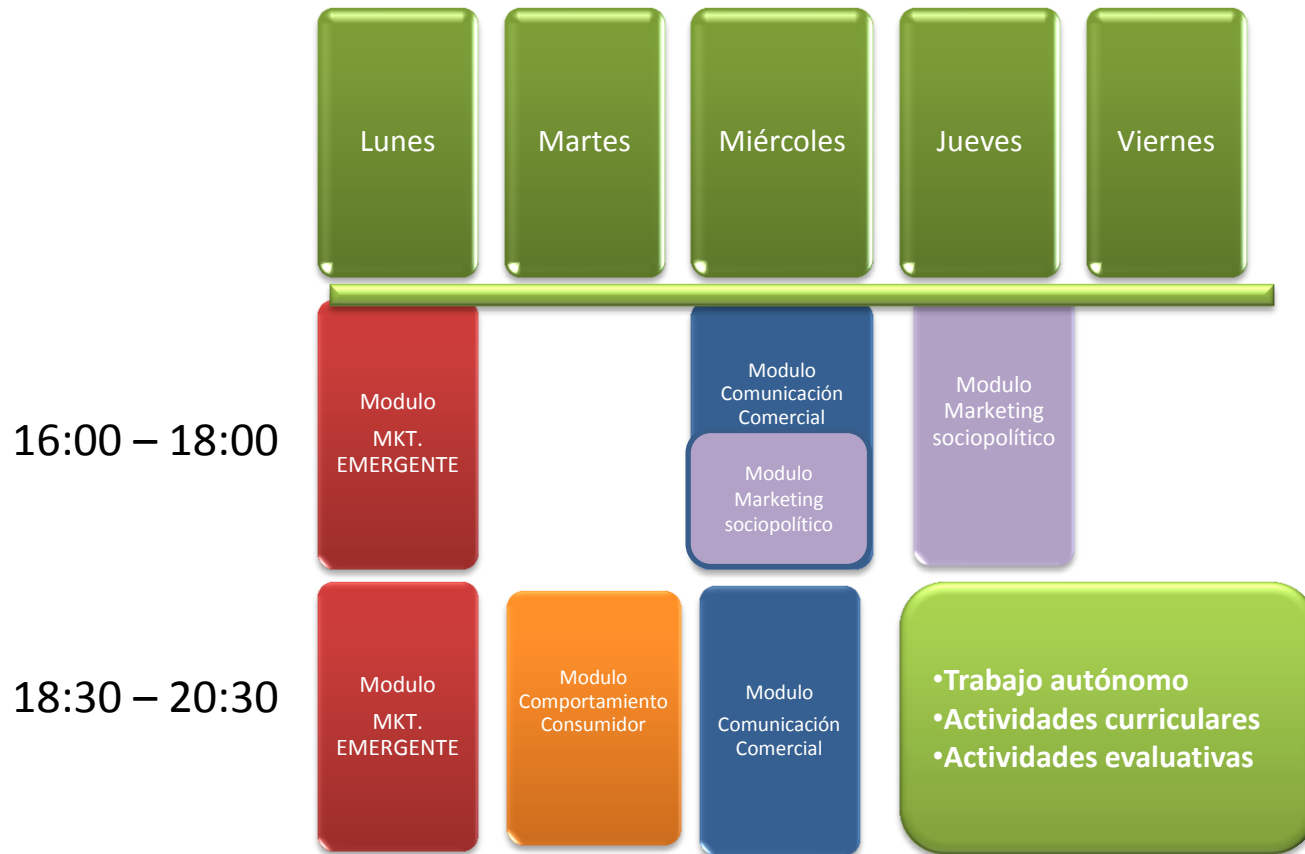 Lunes
Martes
Miércoles
Jueves
Viernes
16:00 – 18:00
Modulo
MKT.
EMERGENTE
Modulo
Comunicación
Comercial
Modulo
Marketing
sociopolítico
Modulo
Marketing
sociopolítico
18:30 – 20:30
Modulo
MKT.
EMERGENTE
Modulo
Comportamiento
Consumidor
Modulo
Comunicación
Comercial
•Trabajo autónomo
•Actividades curriculares
•Actividades evaluativas